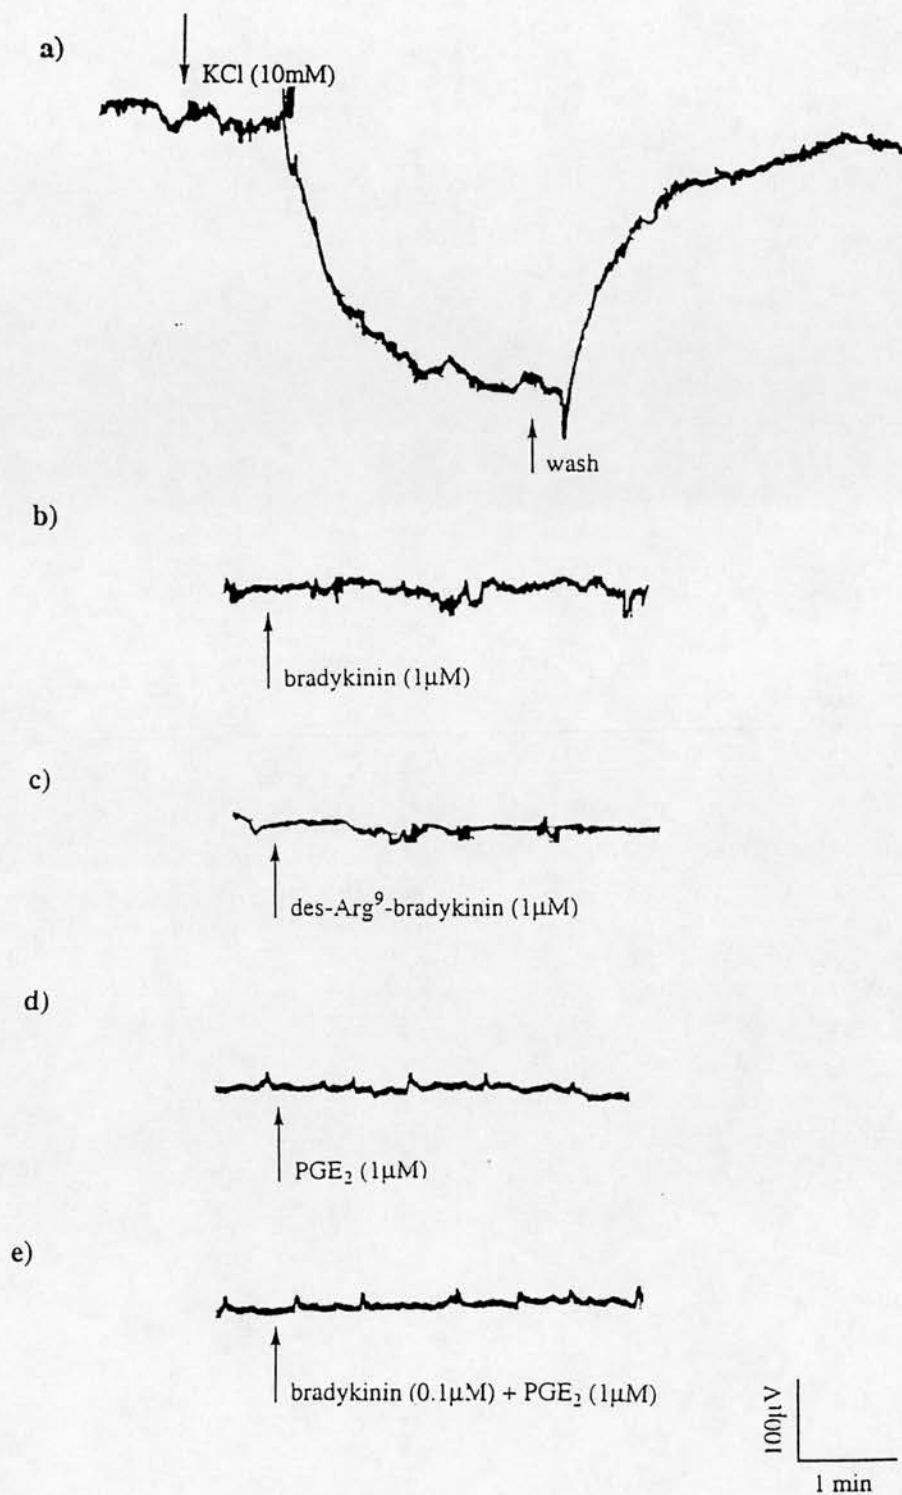 a)
KCl (10mM)
wash
b)
bradykinin (1μM)
c)
des-Arg⁹-bradykinin (1μM)
d)
PGE₂ (1μM)
e)
bradykinin (0.1μM) + PGE₂ (1μM)
100μV
1 min